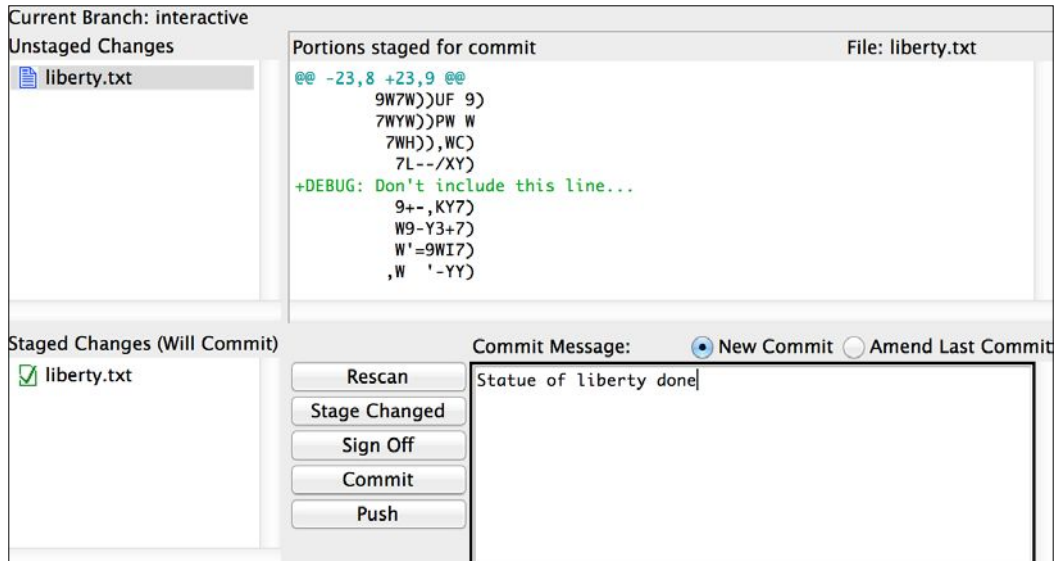 Current Branch: interactive
Unstaged Changes
liberty.txt
Portions staged for commit File: liberty.txt
@@ -23,8 +23,9 @@
9W7W))UF 9)
7WYW))PW W
7WH)),WC)
7L--/XY)
+DEBUG: Don't include this line...
9+-,KY7)
W9-Y3+7)
W'=9WI7)
,W '-YY)
Staged Changes (Will Commit)
liberty.txt
Rescan
Stage Changed
Sign Off
Commit
Push
Commit Message: New Commit Amend Last Commit
Statue of liberty done